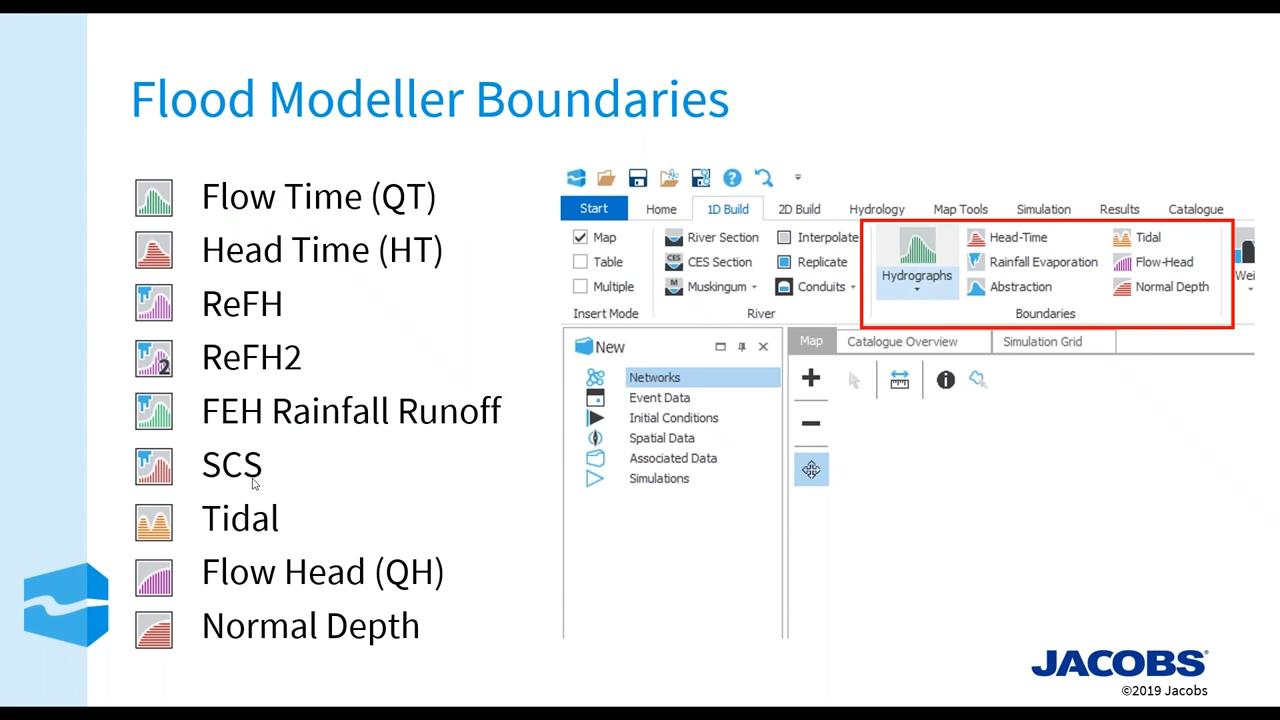 Flood Modeller Boundaries
Flow Time (QT)
Head Time (HT)
ReFH
2
ReFH2
FEH Rainfall Runoff
SCS
Tidal
Flow Head (QH)
Normal Depth
?
Start Home 1D Build 2D Build Hydrology Map Tools Simulation Results Catalogue
Map
Table
Multiple
Insert Mode
River Section
CES CES Section
M Muskingum
Interpolate
Replicate
Conduits
River
Hydrographs
Head-Time
Rainfall Evaporation
Abstraction
Tidal
Flow-Head
Normal Depth
Boundaries
Wei
New
Networks
Event Data
Initial Conditions
Spatial Data
Associated Data
Simulations
Map Catalogue Overview Simulation Grid
JACOBS®
©2019 Jacobs